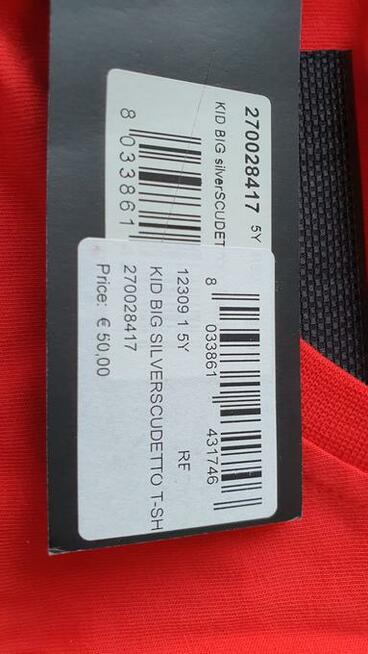 270028417 5Y
KID BIG silverSCUDET
8 033861
8 033861 431746
12309 1 5Y RF
KID BIG SILVERSCUDETTO T-SH
270028417
Price: € 50,00